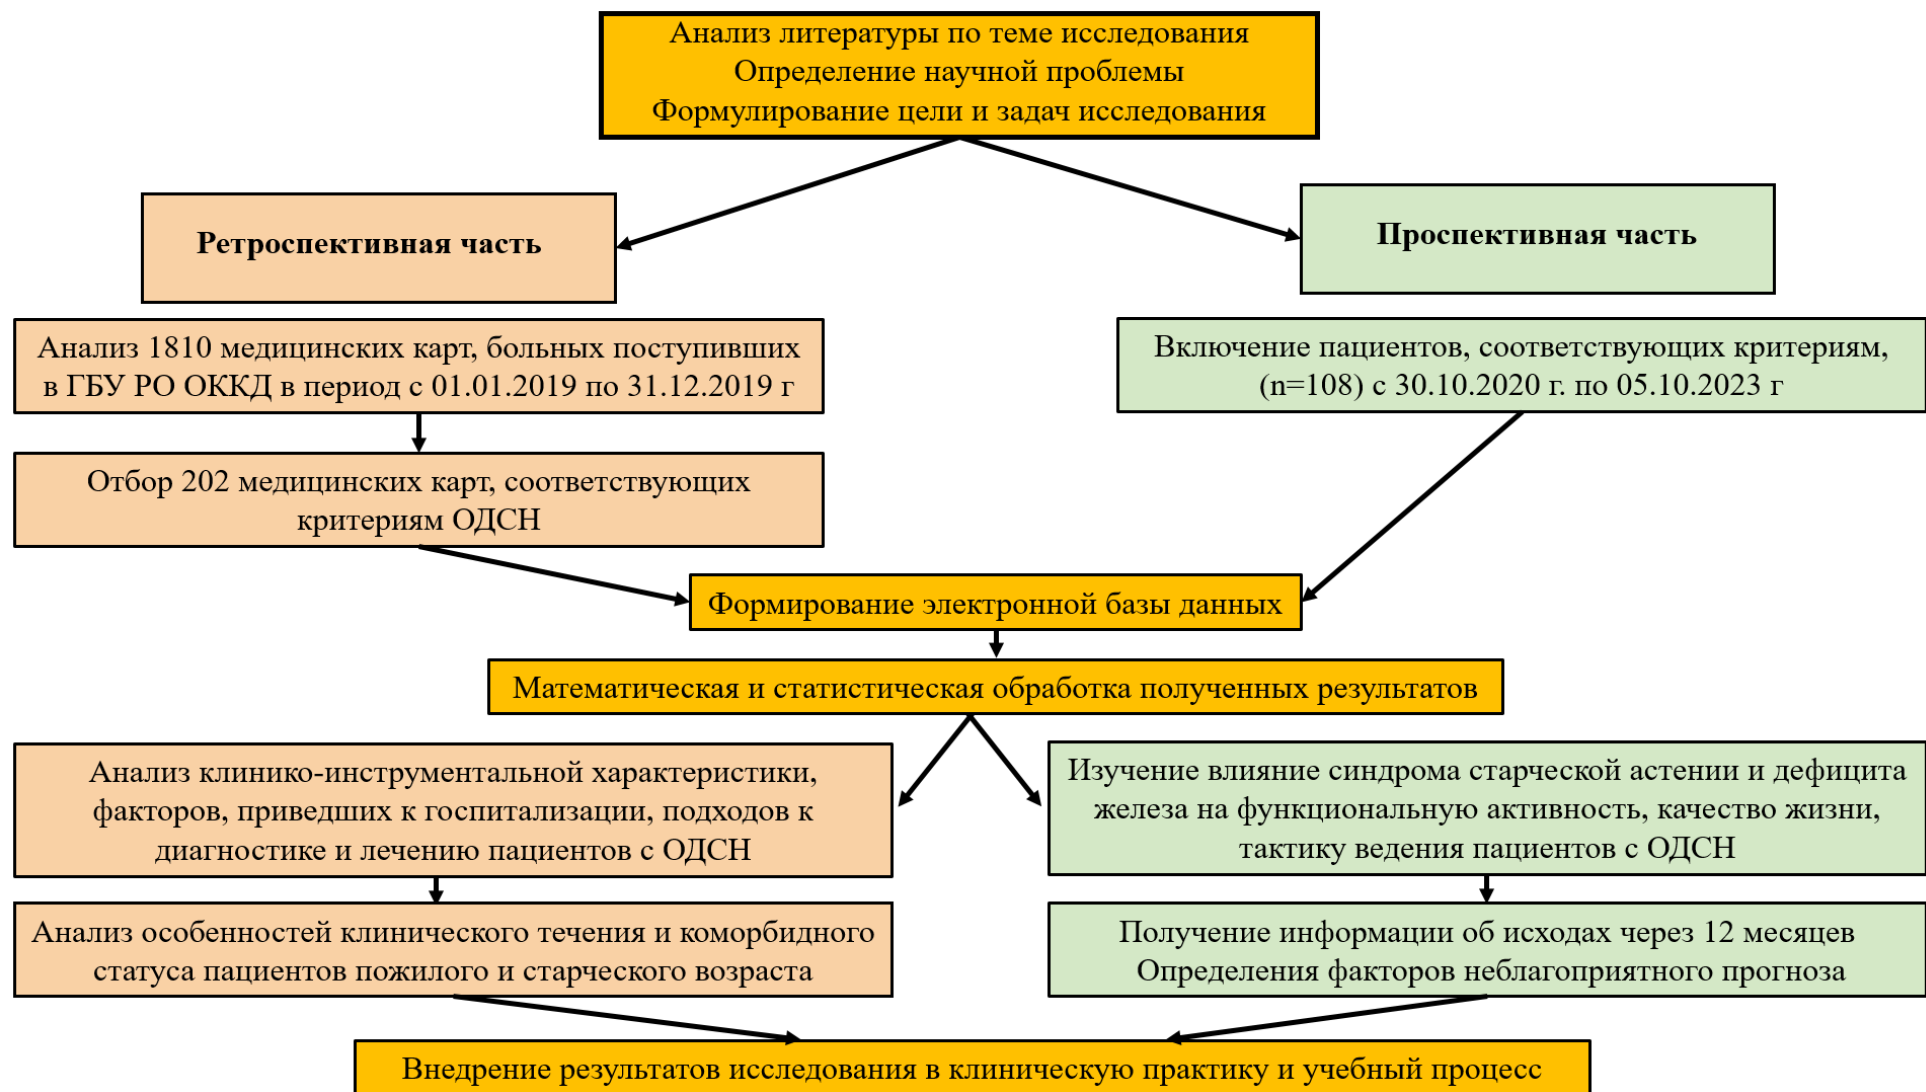 Анализ литературы по теме исследования
Определение научной проблемы
Формулирование цели и задач исследования
Ретроспективная часть
Проспективная часть
Анализ 1810 медицинских карт, больных поступивших
в ГБУ РО ОККД в период с 01.01.2019 по 31.12.2019 г
Включение пациентов, соответствующих критериям,
(n=108) с 30.10.2020 г. по 05.10.2023 г
Отбор 202 медицинских карт, соответствующих
критериям ОДСН
Формирование электронной базы данных
Математическая и статистическая обработка полученных результатов
Анализ клинико-инструментальной характеристики,
факторов, приведших к госпитализации, подходов к
диагностике и лечению пациентов с ОДСН
Изучение влияние синдрома старческой астении и дефицита
железа на функциональную активность, качество жизни,
тактику ведения пациентов с ОДСН
Анализ особенностей клинического течения и коморбидного
статуса пациентов пожилого и старческого возраста
Получение информации об исходах через 12 месяцев
Определения факторов неблагоприятного прогноза
Внедрение результатов исследования в клиническую практику и учебный процесс